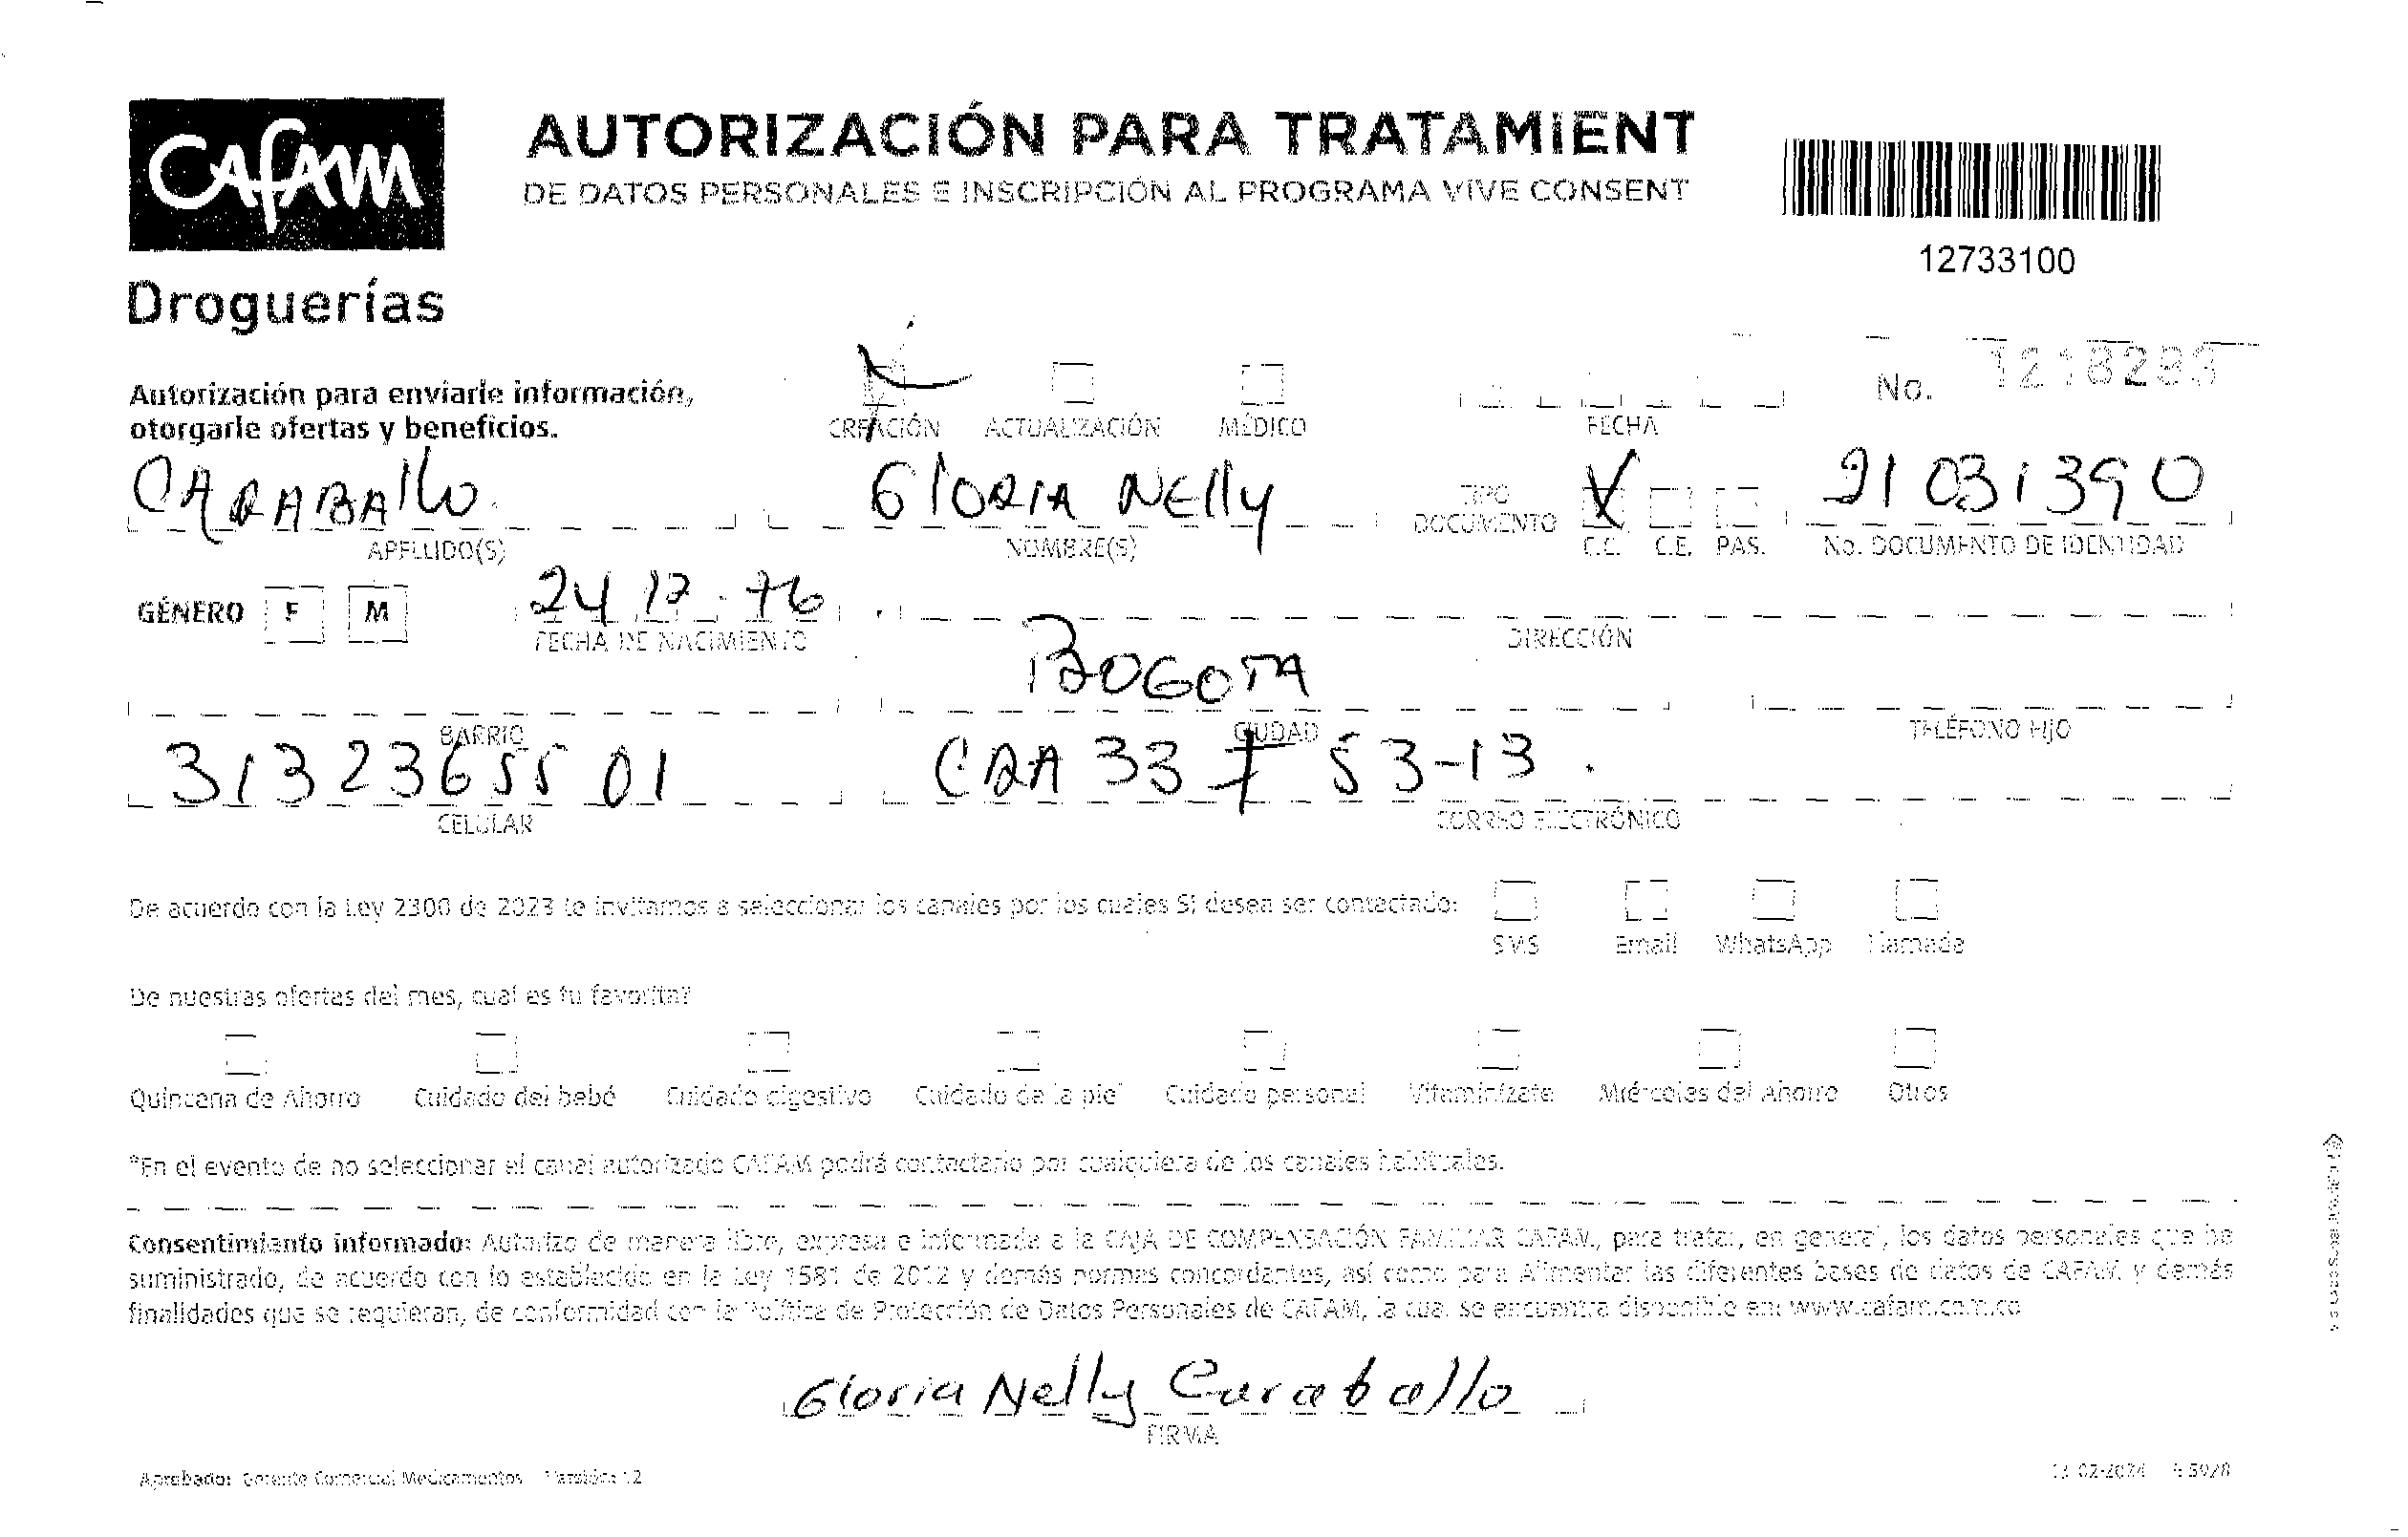 CAFAM
Droguerías
AUTORIZACIÓN PARA TRATAMIENT
DE DATOS PERSONALES E INSCRIPCIÓN AL PROGRAMA VIVE CONSENT
12733100
Autorización para enviarle información,
otorgarle ofertas y beneficios.
CREACIÓN ACTUALIZACIÓN MÉDICO FECHA No. 1218283
CARABAllo GlORIA NElly TIPO DOCUMENTO 21031390
APELLIDO(S) NOMBRE(S) C.C. C.E. PAS. No. DOCUMENTO DE IDENTIDAD
GÉNERO F M 24 12 76
FECHA DE NACIMIENTO DIRECCIÓN
BOGOTA
BARRIO CIUDAD TELÉFONO FIJO
3132365501 CRA 33 # 53-13.
CELULAR CORREO ELECTRÓNICO
De acuerdo con la Ley 2300 de 2023 te invitamos a seleccionar los canales por los cuales SI desea ser contactado:
SMS Email WhatsApp Llamada
De nuestras ofertas del mes, cual es tu favorita?
Quincena de Ahorro Cuidado del bebé Cuidado digestivo Cuidado de la piel Cuidado personal Vitaminízate Miércoles del Ahorro Otros
*En el evento de no seleccionar el canal autorizado CAFAM podrá contactarlo por cualquiera de los canales habituales.
Consentimiento informado: Autorizo de manera libre, expresa e informada a la CAJA DE COMPENSACIÓN FAMILIAR CAFAM, para tratar, en general, los datos personales que he
suministrado, de acuerdo con lo establecido en la Ley 1581 de 2012 y demás normas concordantes, así como para Alimentar las diferentes bases de datos de CAFAM y demás
finalidades que se requieran, de conformidad con la Política de Protección de Datos Personales de CAFAM, la cual se encuentra disponible en: www.cafam.com.co
Gloria Nelly Caraballo
FIRMA
Aprobado: Gerente Comercial Medicamentos Versión: 12